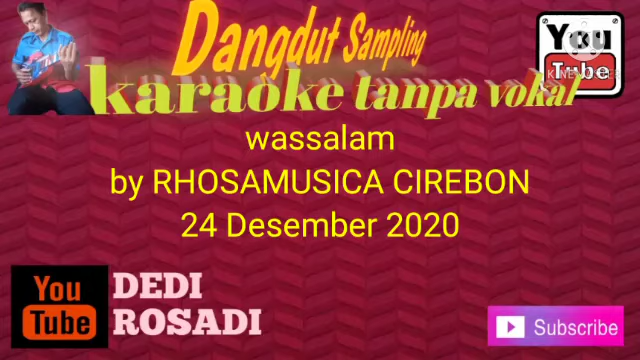 Dangdut Sampling
karaoke tanpa vokal
You
Tube
wassalam
by RHOSAMUSICA CIREBON
24 Desember 2020
You
Tube
DEDI
ROSADI
Subscribe